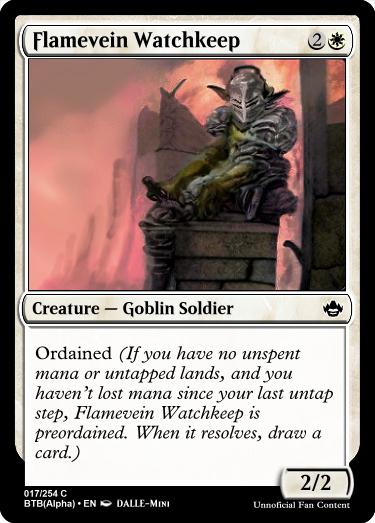 Flamevein Watchkeep 2
Creature — Goblin Soldier
Ordained (If you have no unspent
mana or untapped lands, and you
haven't lost mana since your last untap
step, Flamevein Watchkeep is
preordained. When it resolves, draw a
card.)
2/2
017/254 C
BTB(Alpha) • EN DALLE-Mini
Unnoficial Fan Content